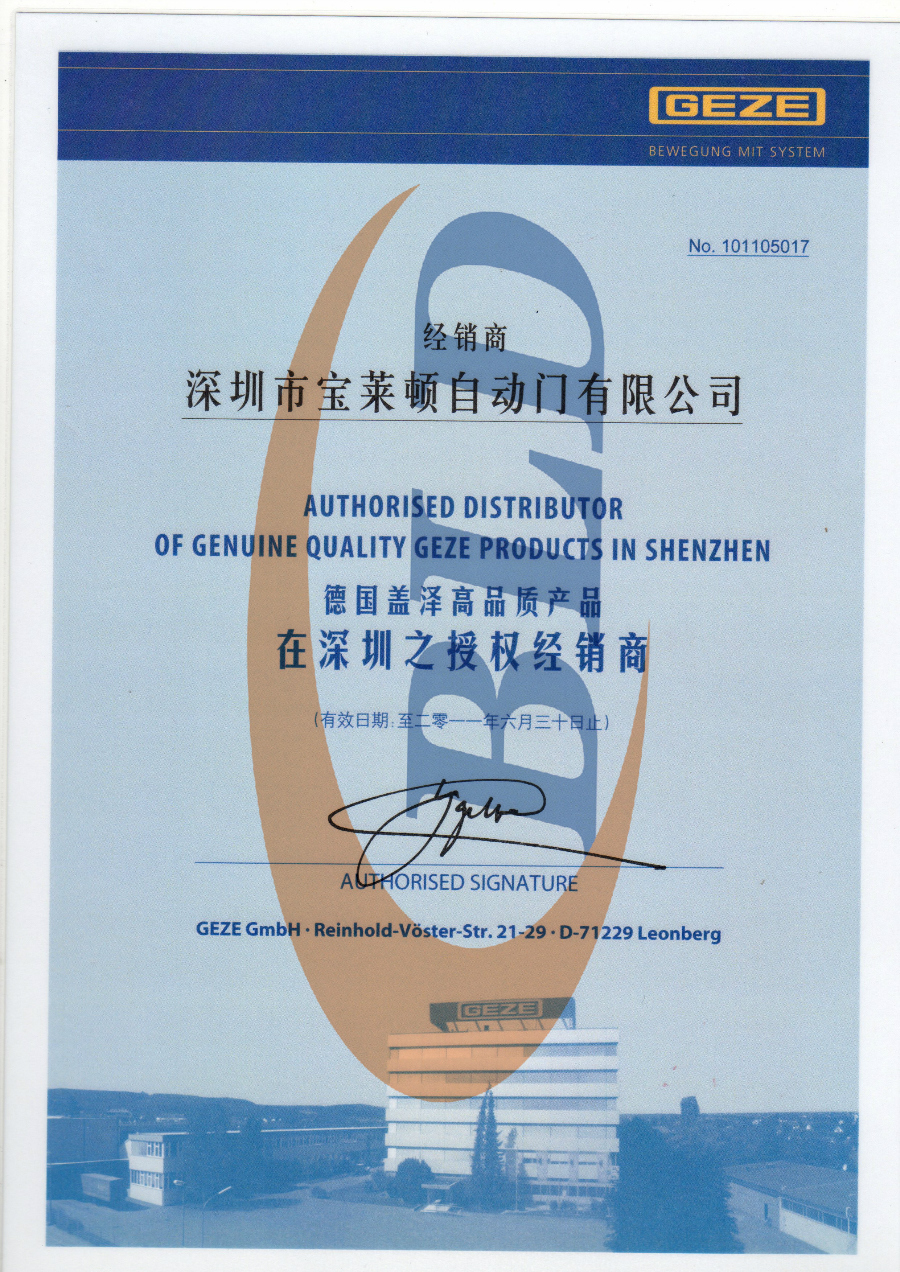 GEZE
BEWEGUNG MIT SYSTEM
No. 101105017
经销商
深圳市宝莱顿自动门有限公司
AUTHORISED DISTRIBUTOR
OF GENUINE QUALITY GEZE PRODUCTS IN SHENZHEN
德国盖泽高品质产品
在深圳之授权经销商
(有效日期:至二零一一年六月三十日止)
AUTHORISED SIGNATURE
GEZE GmbH · Reinhold-Vöster-Str. 21-29 · D-71229 Leonberg
GEZE
BLD